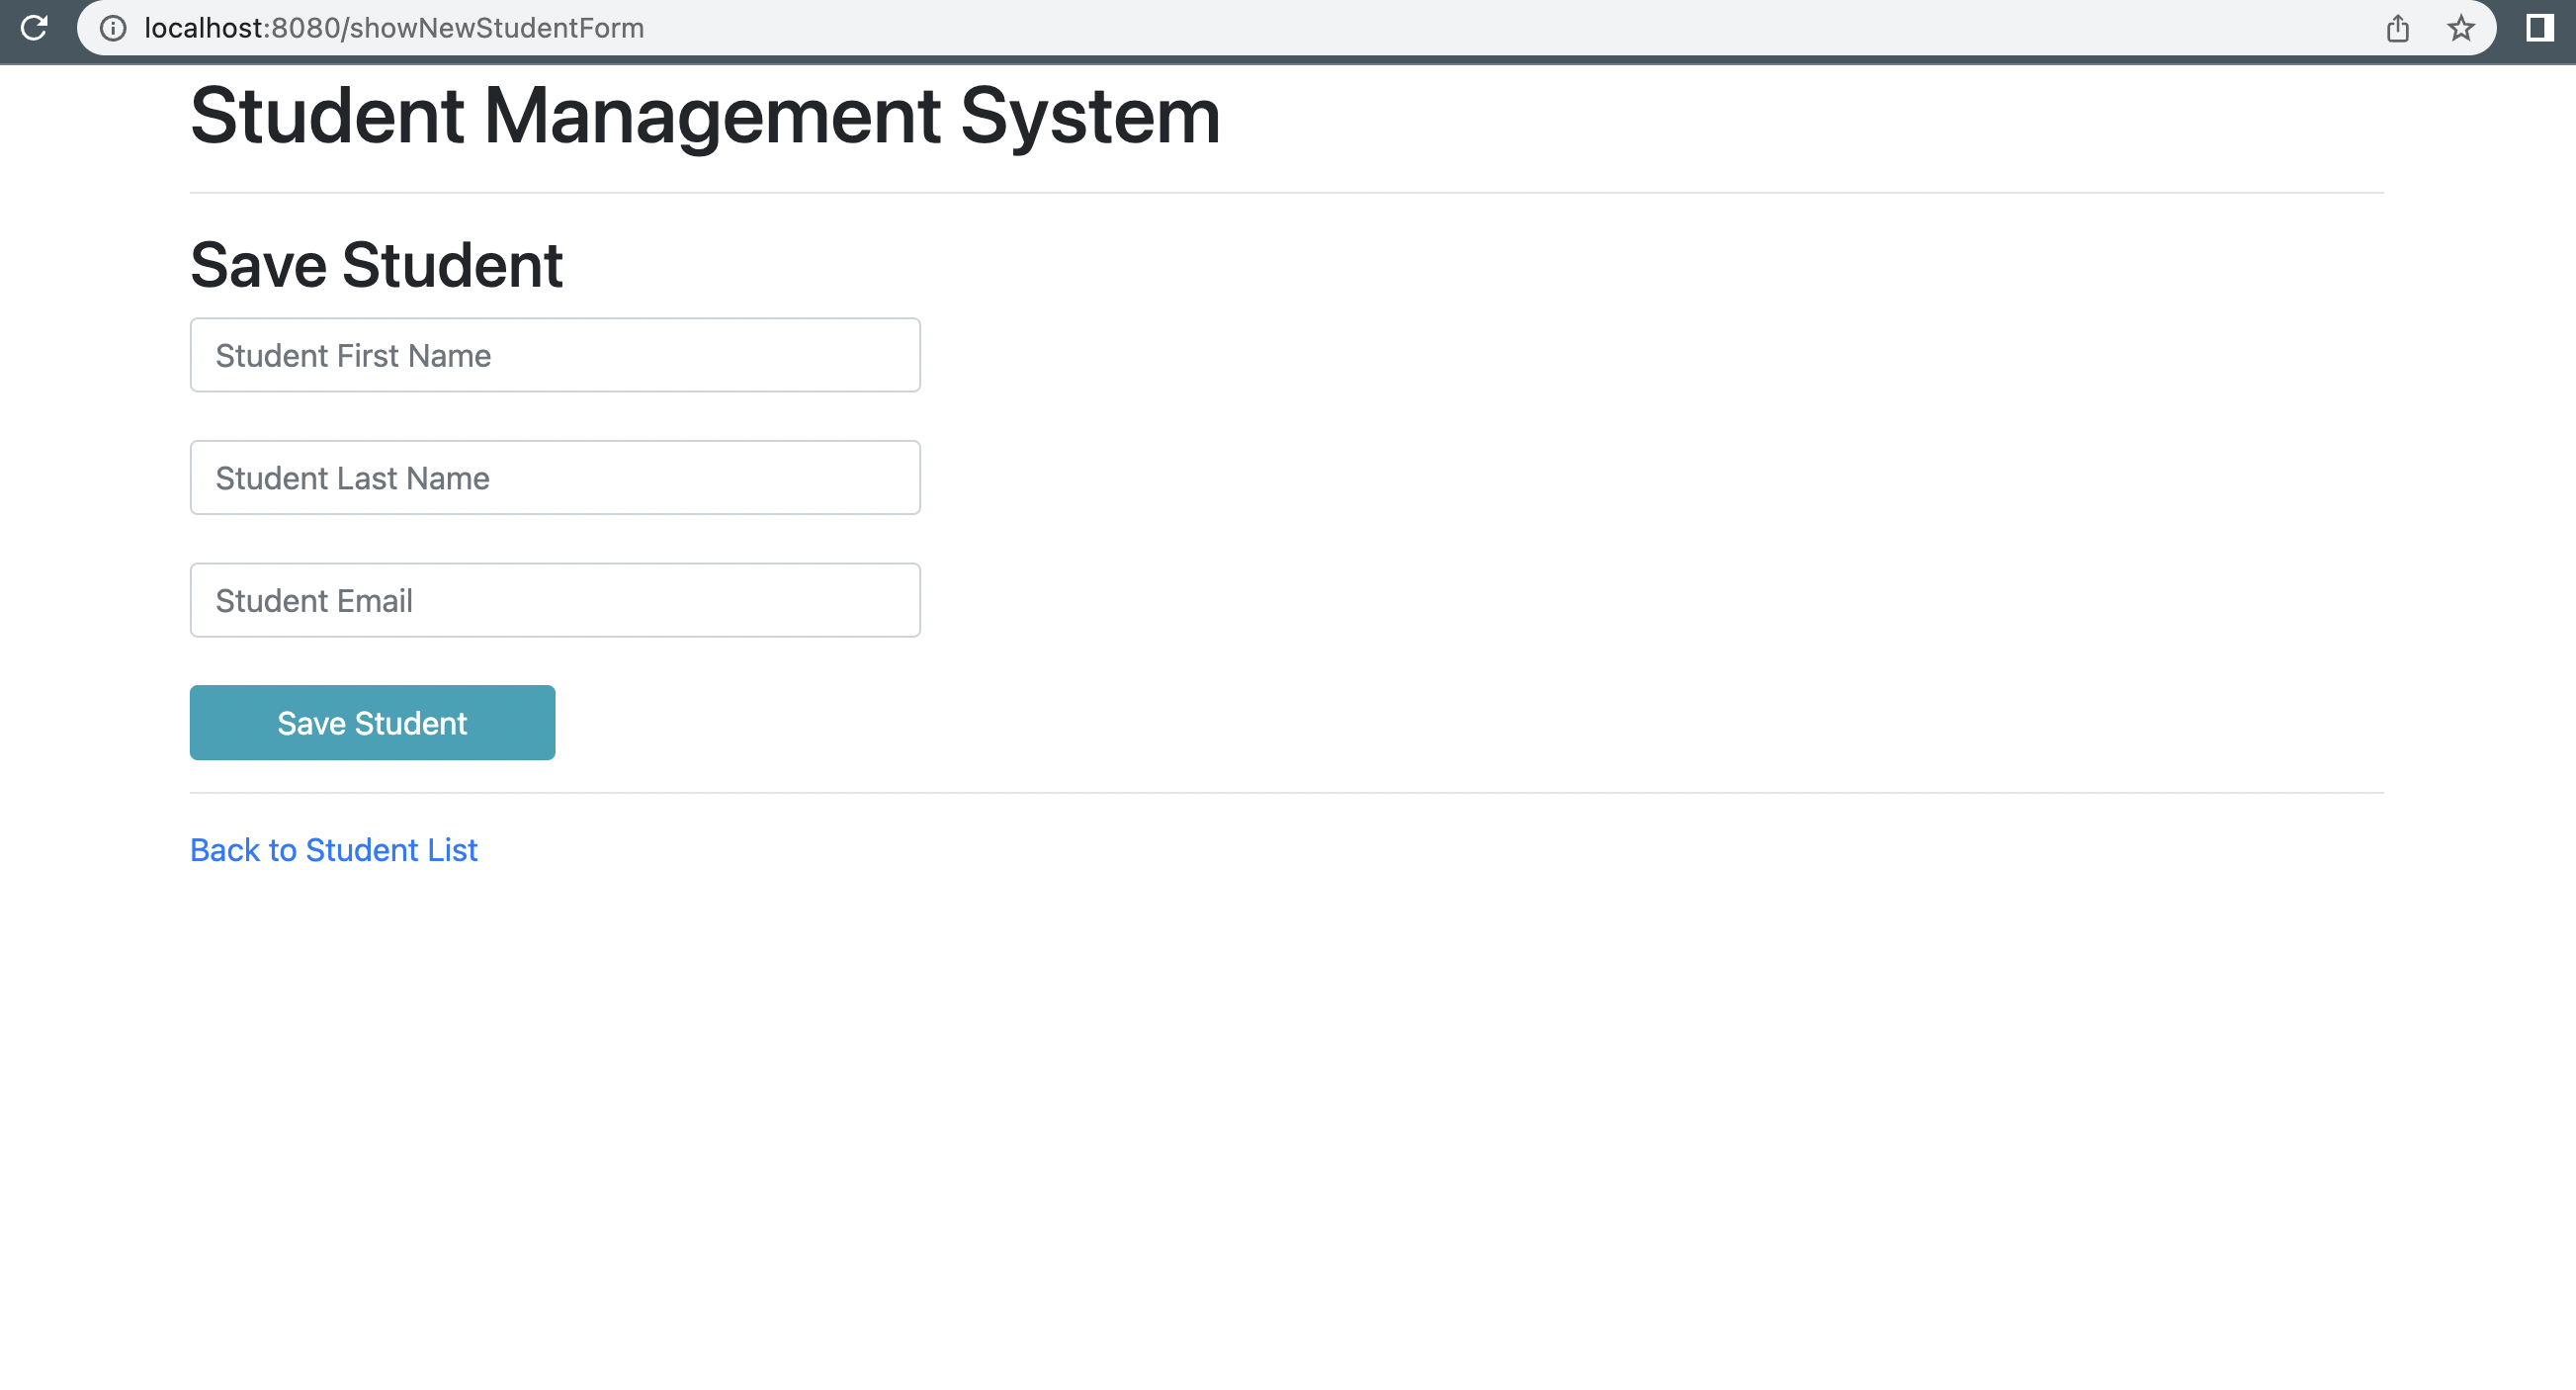 localhost:8080/showNewStudentForm
Student Management System
Save Student
Student First Name
Student Last Name
Student Email
Save Student
Back to Student List